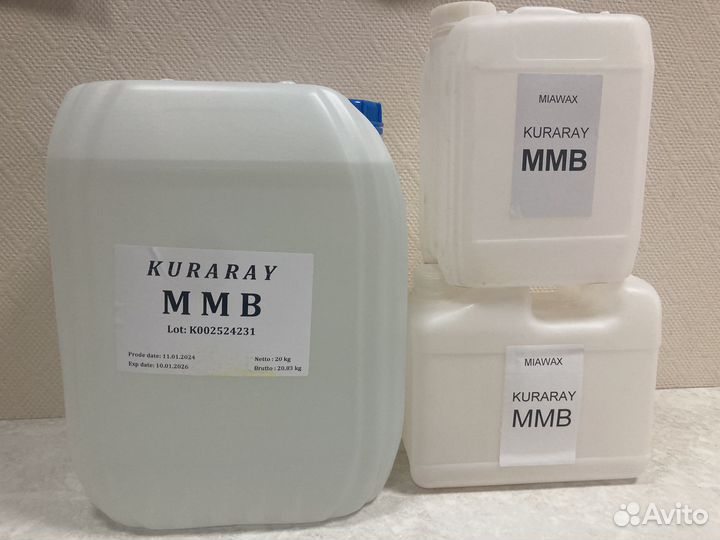 KURARAY
MMB
Lot: K002524231
Prode date: 11.01.2024
Netto : 20 kg
Exp date: 10.01.2026
Brutto : 20.83 kg
MIAWAX
KURARAY
MMB
MIAWAX
KURARAY
MMB
Avito